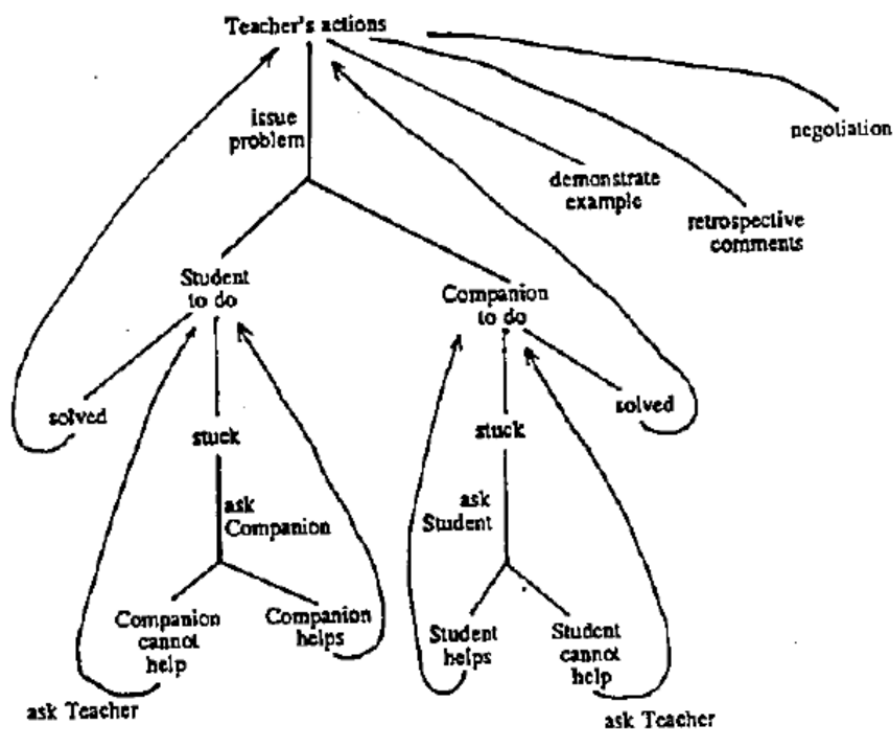 Teacher's actions
issue
problem
negotiation
demonstrate
example
retrospective
comments
Student
to do
Companion
to do
solved
stuck
solved
stuck
ask
Companion
ask
Student
Companion
cannot
help
Companion
helps
Student
helps
Student
cannot
help
ask Teacher
ask Teacher